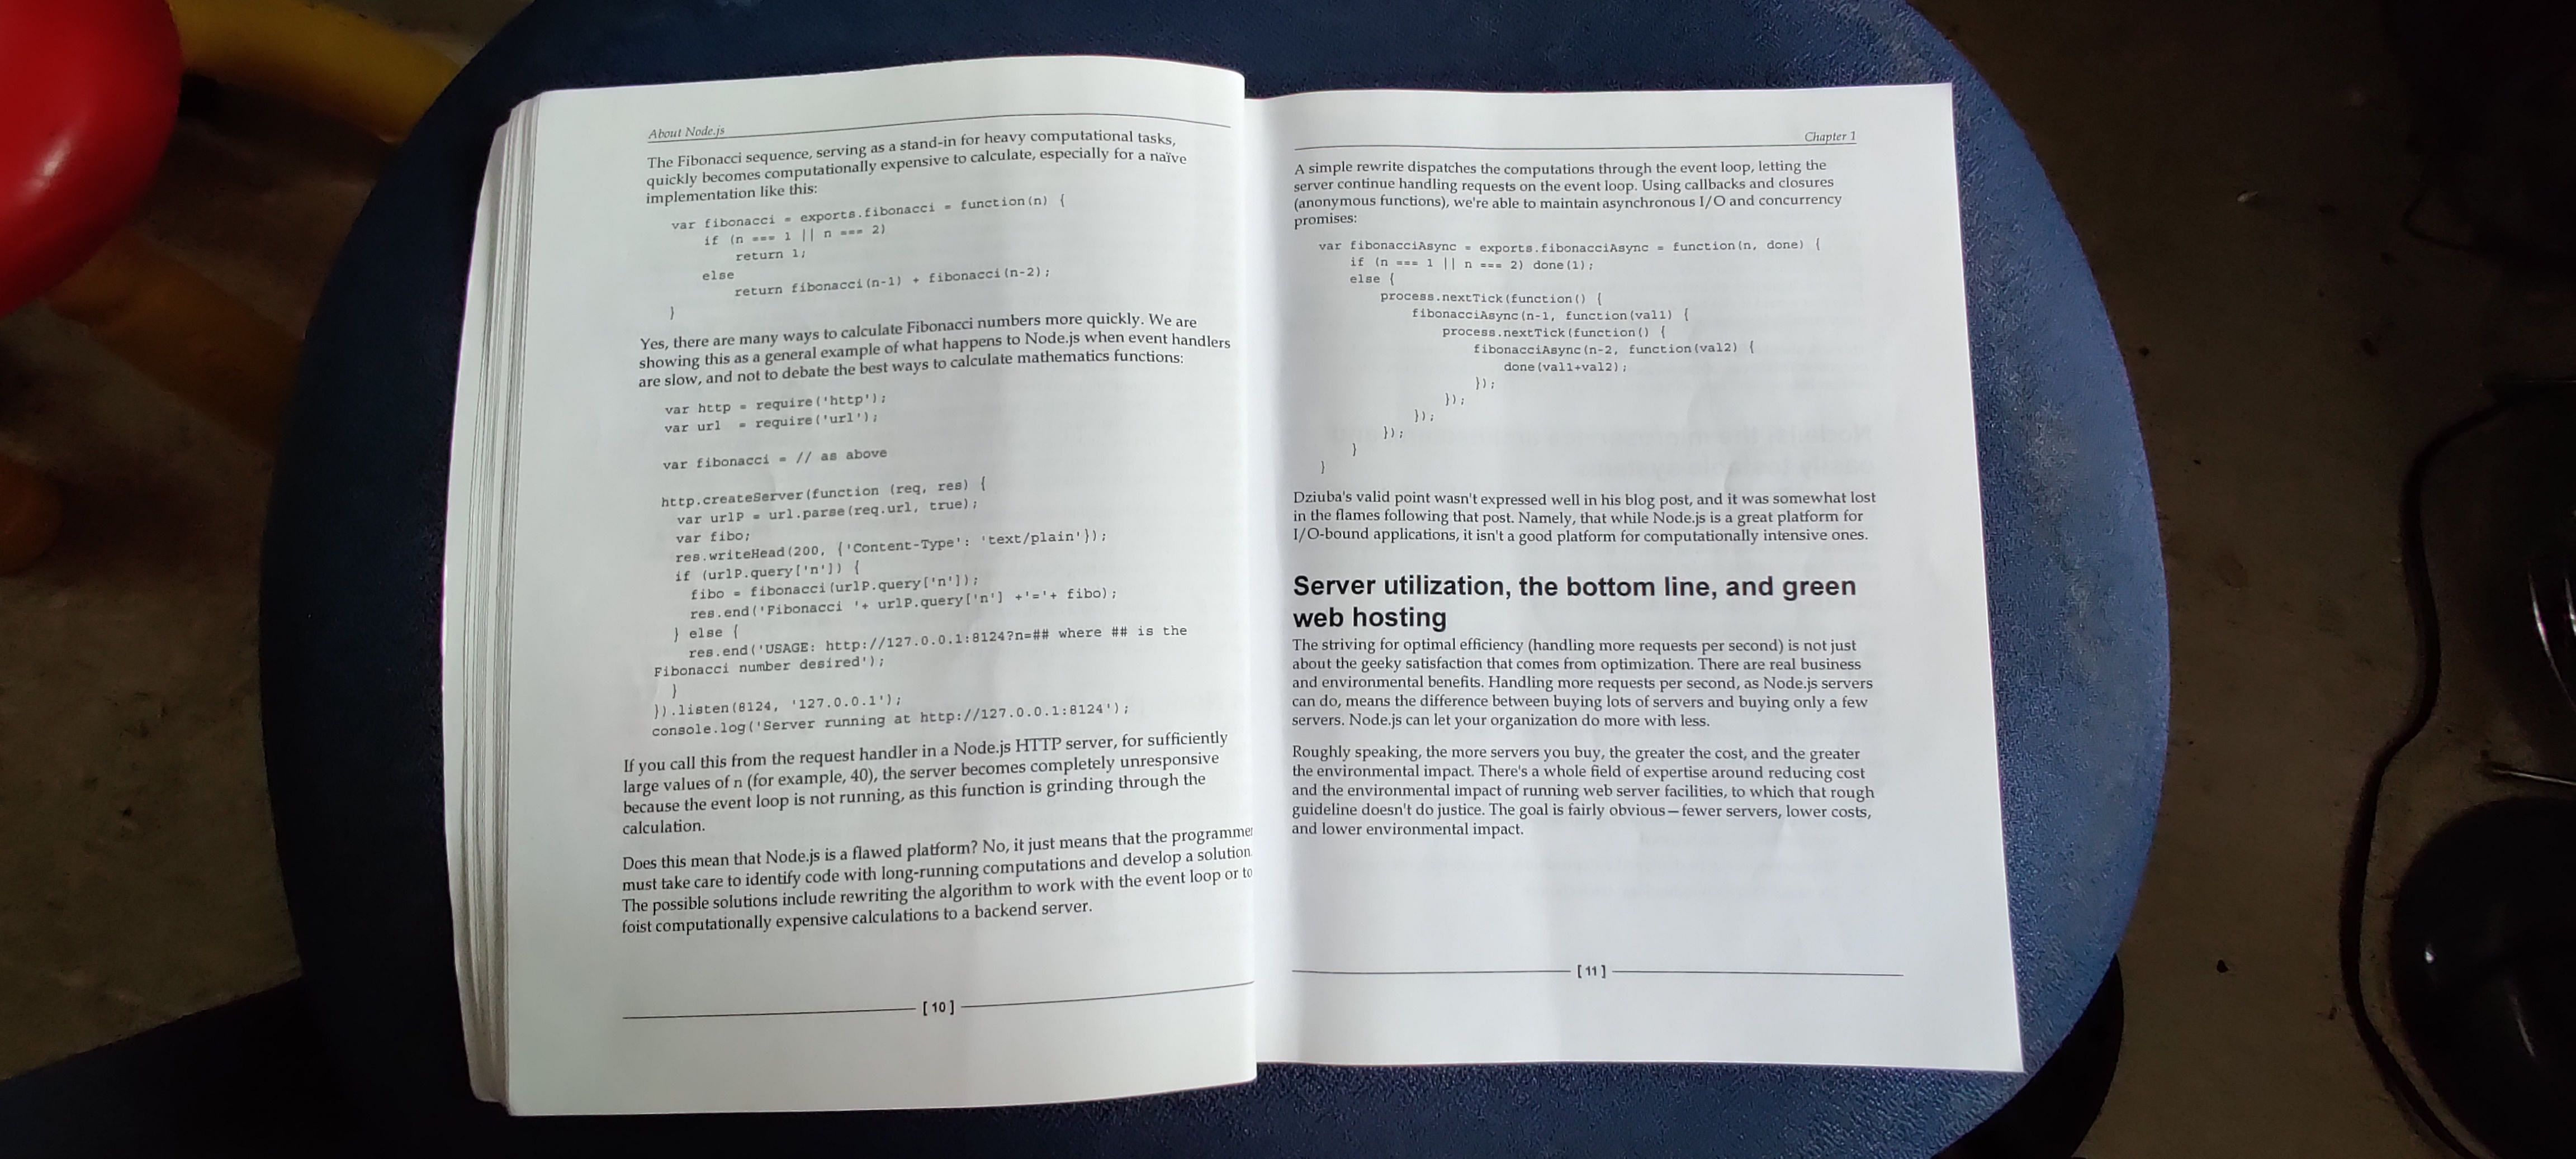 About Node.js
The Fibonacci sequence, serving as a stand-in for heavy computational tasks,
quickly becomes computationally expensive to calculate, especially for a naïve
implementation like this:
var fibonacci = exports.fibonacci = function(n) {
if (n === 1 || n === 2)
return 1;
else
return fibonacci(n-1) + fibonacci(n-2);
}
Yes, there are many ways to calculate Fibonacci numbers more quickly. We are
showing this as a general example of what happens to Node.js when event handlers
are slow, and not to debate the best ways to calculate mathematics functions:
var http = require('http');
var url  = require('url');
var fibonacci = // as above
http.createServer(function (req, res) {
var urlP = url.parse(req.url, true);
var fibo;
res.writeHead(200, {'Content-Type': 'text/plain'});
if (urlP.query['n']) {
fibo = fibonacci(urlP.query['n']);
res.end('Fibonacci '+ urlP.query['n'] +'='+ fibo);
} else {
res.end('USAGE: http://127.0.0.1:8124?n=## where ## is the
Fibonacci number desired');
}
}).listen(8124, '127.0.0.1');
console.log('Server running at http://127.0.0.1:8124');
If you call this from the request handler in a Node.js HTTP server, for sufficiently
large values of n (for example, 40), the server becomes completely unresponsive
because the event loop is not running, as this function is grinding through the
calculation.
Does this mean that Node.js is a flawed platform? No, it just means that the programmer
must take care to identify code with long-running computations and develop a solution
The possible solutions include rewriting the algorithm to work with the event loop or to
foist computationally expensive calculations to a backend server.
[ 10 ]
Chapter 1
A simple rewrite dispatches the computations through the event loop, letting the
server continue handling requests on the event loop. Using callbacks and closures
(anonymous functions), we're able to maintain asynchronous I/O and concurrency
promises:
var fibonacciAsync = exports.fibonacciAsync = function(n, done) {
if (n === 1 || n === 2) done(1);
else {
process.nextTick(function() {
fibonacciAsync(n-1, function(val1) {
process.nextTick(function() {
fibonacciAsync(n-2, function(val2) {
done(val1+val2);
});
});
});
});
}
}
Dziuba's valid point wasn't expressed well in his blog post, and it was somewhat lost
in the flames following that post. Namely, that while Node.js is a great platform for
I/O-bound applications, it isn't a good platform for computationally intensive ones.
Server utilization, the bottom line, and green
web hosting
The striving for optimal efficiency (handling more requests per second) is not just
about the geeky satisfaction that comes from optimization. There are real business
and environmental benefits. Handling more requests per second, as Node.js servers
can do, means the difference between buying lots of servers and buying only a few
servers. Node.js can let your organization do more with less.
Roughly speaking, the more servers you buy, the greater the cost, and the greater
the environmental impact. There's a whole field of expertise around reducing cost
and the environmental impact of running web server facilities, to which that rough
guideline doesn't do justice. The goal is fairly obvious—fewer servers, lower costs,
and lower environmental impact.
[ 11 ]